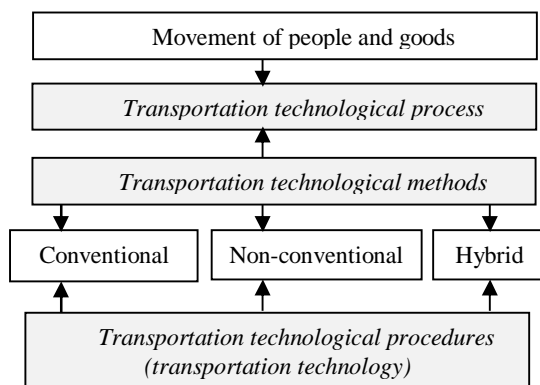 Movement of people and goods
Transportation technological process
Transportation technological methods
Conventional
Non-conventional
Hybrid
Transportation technological procedures
(transportation technology)